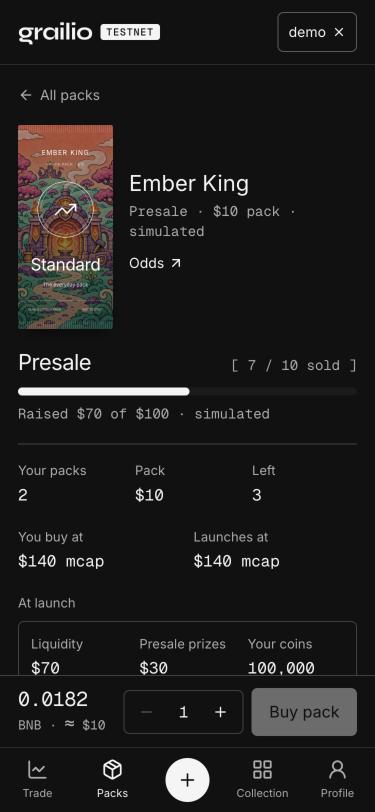 grailio TESTNET
demo ×
← All packs
EMBER KING
Standard
The everyday pack
Ember King
Presale · $10 pack ·
simulated
Odds ↗
Presale
[ 7 / 10 sold ]
Raised $70 of $100 · simulated
Your packs Pack Left
2 $10 3
You buy at Launches at
$140 mcap $140 mcap
At launch
Liquidity Presale prizes Your coins
$70 $30 100,000
0.0182
BNB · ≈ $10
− 1 +
Buy pack
Trade Packs + Collection Profile